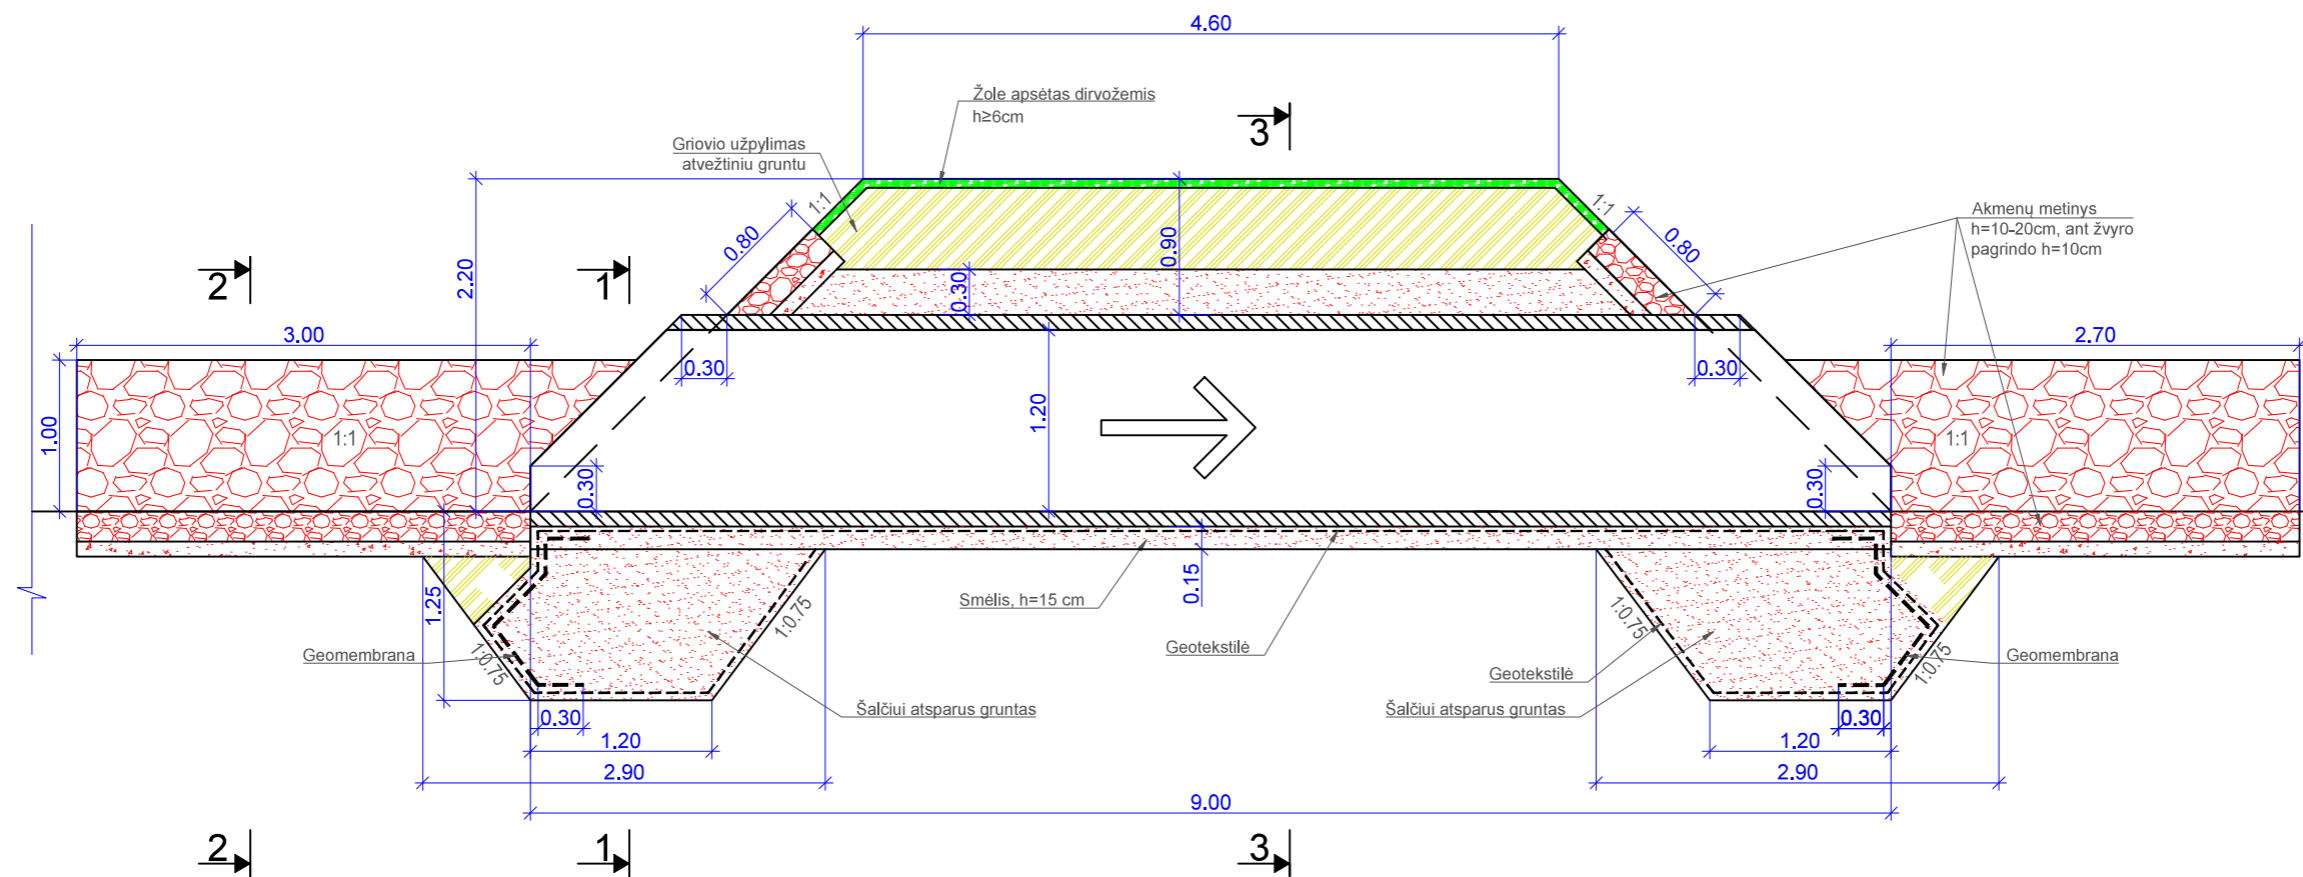 4.60
Žole apsėtas dirvožemis
h≥6cm
3
Griovio užpylimas
atvežtiniu gruntu
1:1
1:1
Akmenų metinys
h=10-20cm, ant žvyro
pagrindo h=10cm
0.80
0.90
0.80
2
1
2.20
0.30
3.00
2.70
0.30
0.30
1.00
1.20
1:1
1:1
0.30
0.30
1.25
0.15
Smėlis, h=15 cm
1:0.75
1:0.75
Geotekstilė
Geomembrana
1:0.75
Geotekstilė
1:0.75
Geomembrana
Šalčiui atsparus gruntas
Šalčiui atsparus gruntas
0.30
0.30
1.20
1.20
2.90
2.90
9.00
2
1
3